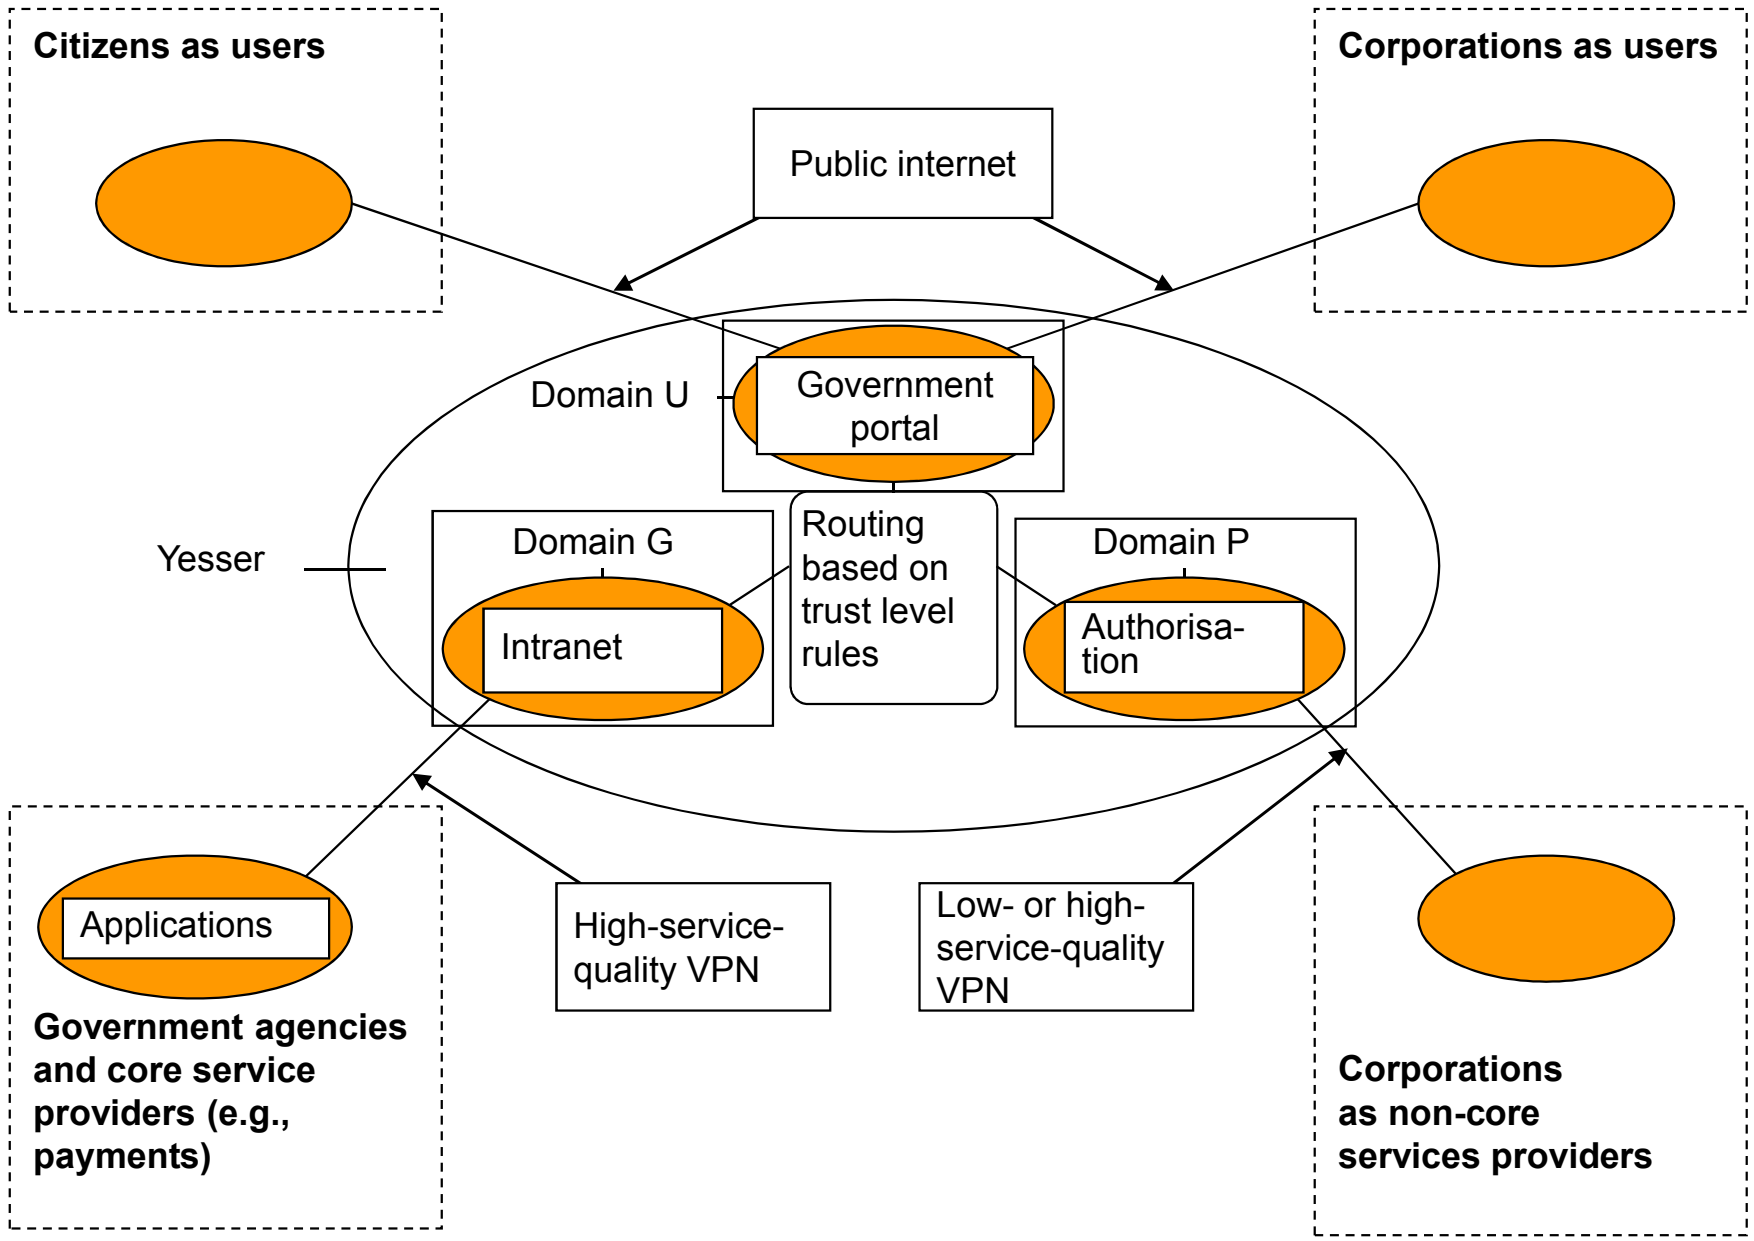 Citizens as users
Corporations as users
Public internet
Domain U
Government
portal
Yesser
Domain G
Intranet
Routing
based on
trust level
rules
Domain P
Authorisa-
tion
Applications
Government agencies
and core service
providers (e.g.,
payments)
High-service-
quality VPN
Low- or high-
service-quality
VPN
Corporations
as non-core
services providers